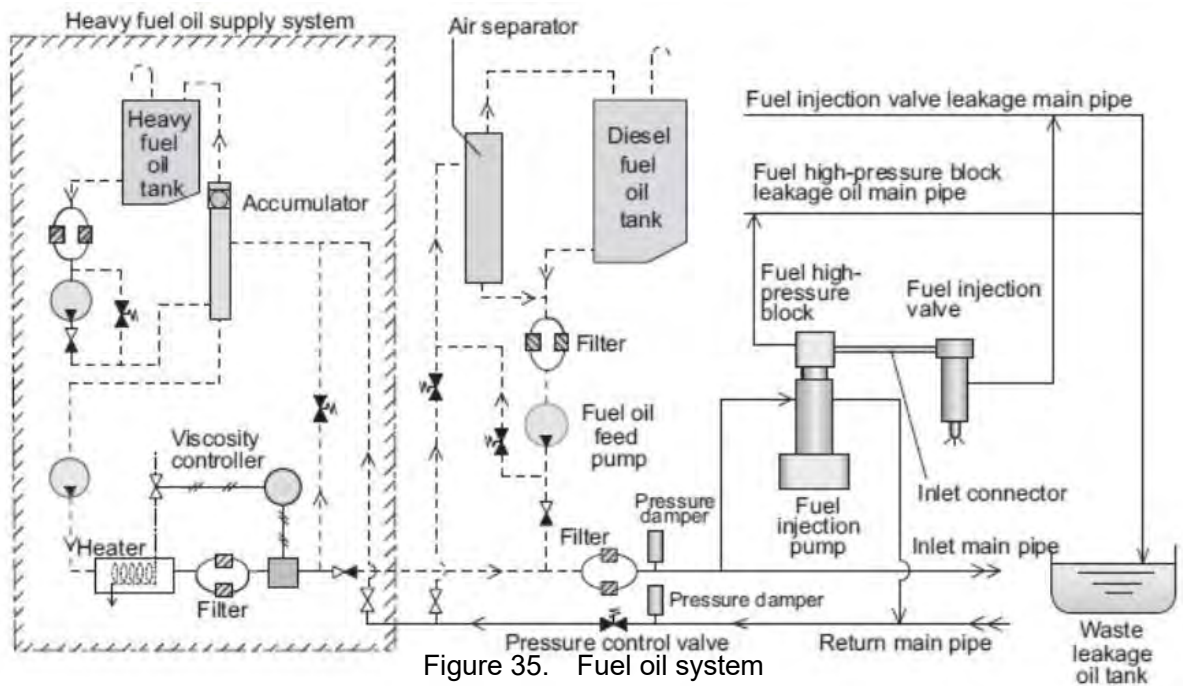 Heavy fuel oil supply system
Air separator
Heavy
fuel
oil
tank
Accumulator
Diesel
fuel
oil
tank
Fuel injection valve leakage main pipe
Fuel high-pressure block
leakage oil main pipe
Fuel high-
pressure
block
Fuel injection
valve
Filter
Fuel oil
feed
pump
Viscosity
controller
Pressure
damper
Inlet connector
Fuel
injection
pump
Heater
Filter
Filter
Inlet main pipe
Pressure damper
Pressure control valve
Return main pipe
Waste
leakage
oil tank
Figure 35. Fuel oil system